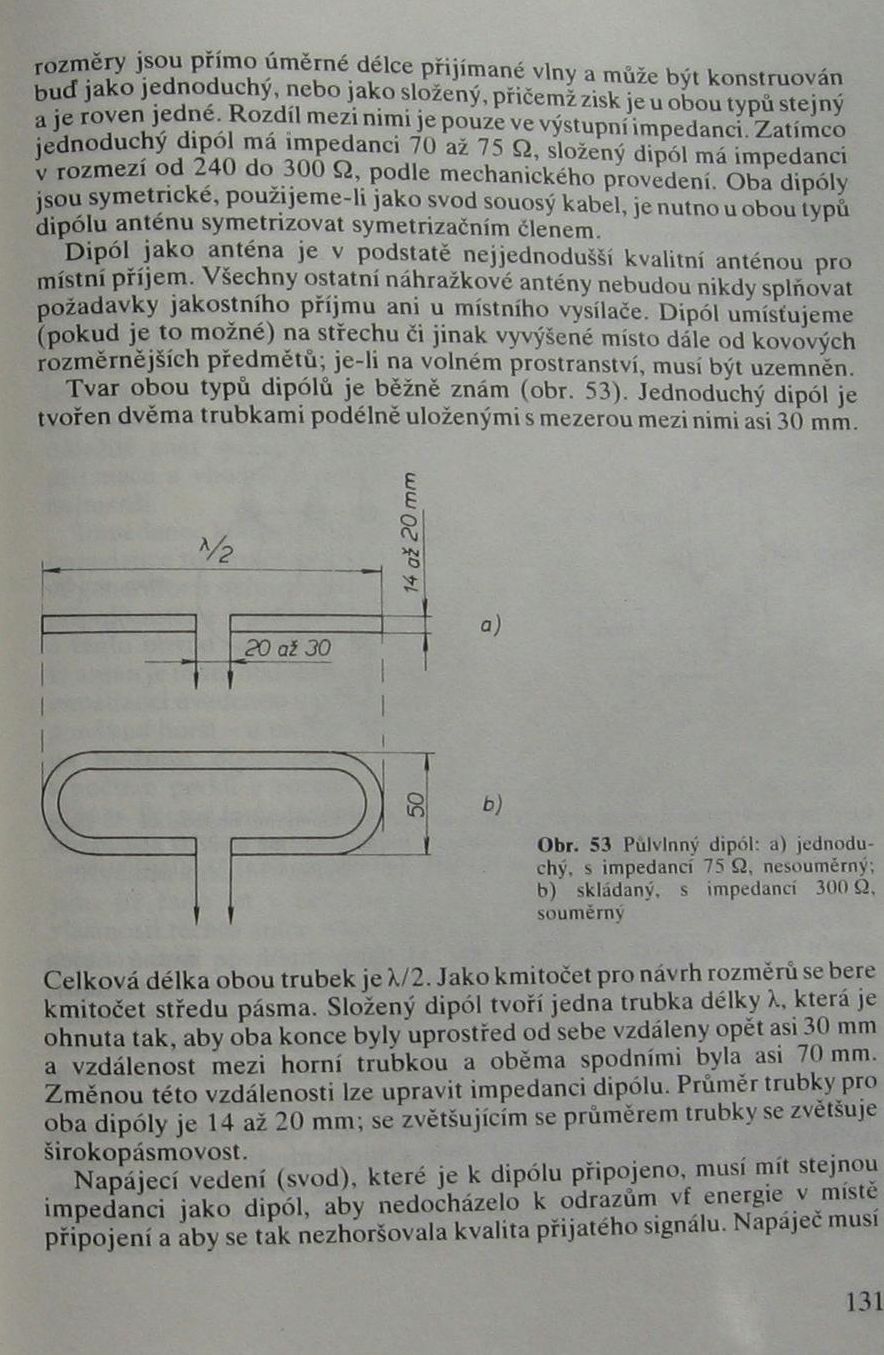 rozměry jsou přímo úměrné délce přijímané vlny a může být konstruován
buď jako jednoduchý, nebo jako složený, přičemž zisk je u obou typů stejný
a je roven jedné. Rozdíl mezi nimi je pouze ve výstupní impedanci. Zatímco
jednoduchý dipól má impedanci 70 až 75 Ω, složený dipól má impedanci
v rozmezí od 240 do 300 Ω, podle mechanického provedení. Oba dipóly
jsou symetrické, použijeme-li jako svod souosý kabel, je nutno u obou typů
dipólu anténu symetrizovat symetrizačním členem.
Dipól jako anténa je v podstatě nejjednodušší kvalitní anténou pro
místní příjem. Všechny ostatní náhražkové antény nebudou nikdy splňovat
požadavky jakostního příjmu ani u místního vysílače. Dipól umísťujeme
(pokud je to možné) na střechu či jinak vyvýšené místo dále od kovových
rozměrnějších předmětů; je-li na volném prostranství, musí být uzemněn.
Tvar obou typů dipólů je běžně znám (obr. 53). Jednoduchý dipól je
tvořen dvěma trubkami podélně uloženými s mezerou mezi nimi asi 30 mm.
λ/2
14 až 20 mm
20 až 30
a)
50
b)
Obr. 53 Půlvlnný dipól: a) jednodu-
chý, s impedancí 75 Ω, nesouměrný;
b) skládaný, s impedancí 300 Ω,
souměrný
Celková délka obou trubek je λ/2. Jako kmitočet pro návrh rozměrů se bere
kmitočet středu pásma. Složený dipól tvoří jedna trubka délky λ, která je
ohnuta tak, aby oba konce byly uprostřed od sebe vzdáleny opět asi 30 mm
a vzdálenost mezi horní trubkou a oběma spodními byla asi 70 mm.
Změnou této vzdálenosti lze upravit impedanci dipólu. Průměr trubky pro
oba dipóly je 14 až 20 mm; se zvětšujícím se průměrem trubky se zvětšuje
širokopásmovost.
Napájecí vedení (svod), které je k dipólu připojeno, musí mít stejnou
impedanci jako dipól, aby nedocházelo k odrazům vf energie v místě
připojení a aby se tak nezhoršovala kvalita přijatého signálu. Napáječ musí
131